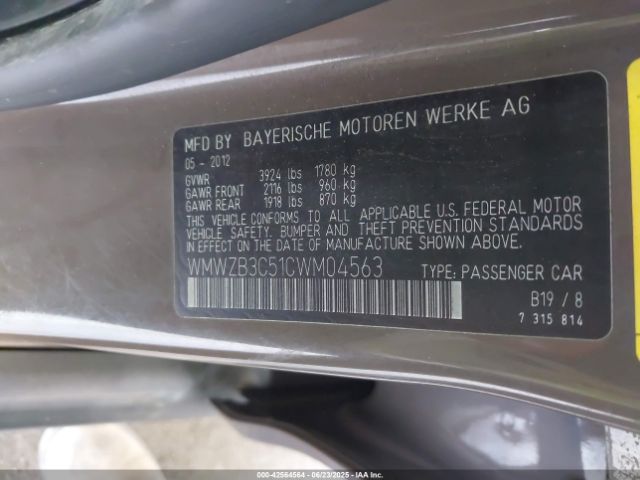 MFD BY BAYERISCHE MOTOREN WERKE AG
05 - 2012
GVWR 3924 lbs 1780 kg
GAWR FRONT 2116 lbs 960 kg
GAWR REAR 1918 lbs 870 kg
THIS VEHICLE CONFORMS TO ALL APPLICABLE U.S. FEDERAL MOTOR
VEHICLE SAFETY, BUMPER AND THEFT PREVENTION STANDARDS
IN EFFECT ON THE DATE OF MANUFACTURE SHOWN ABOVE.
WMWZB3C51CWM04563 TYPE: PASSENGER CAR
B19 / 8
7 315 814
000-42564564 - 06/23/2025 - COPYRIGHT IAA